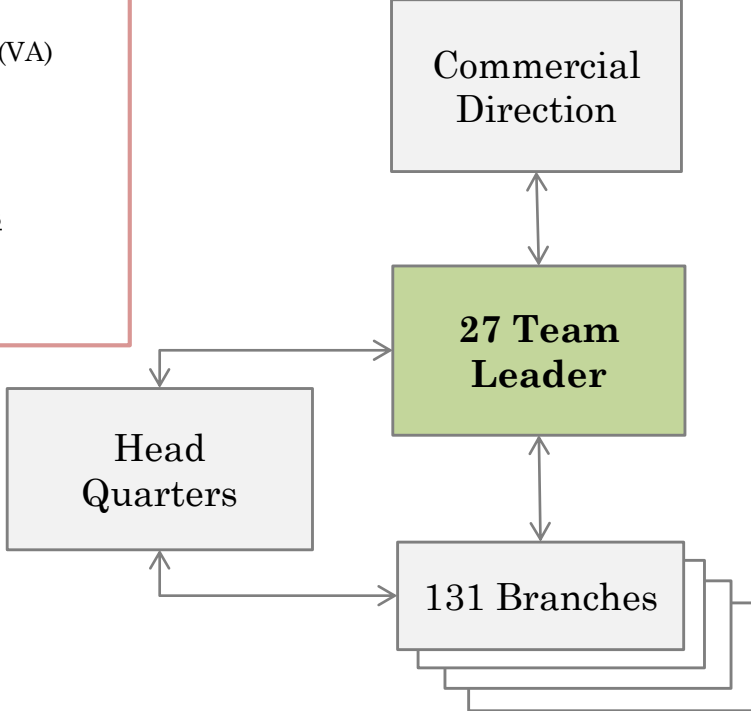 (VA)
Commercial
Direction
27 Team
Leader
Head
Quarters
131 Branches